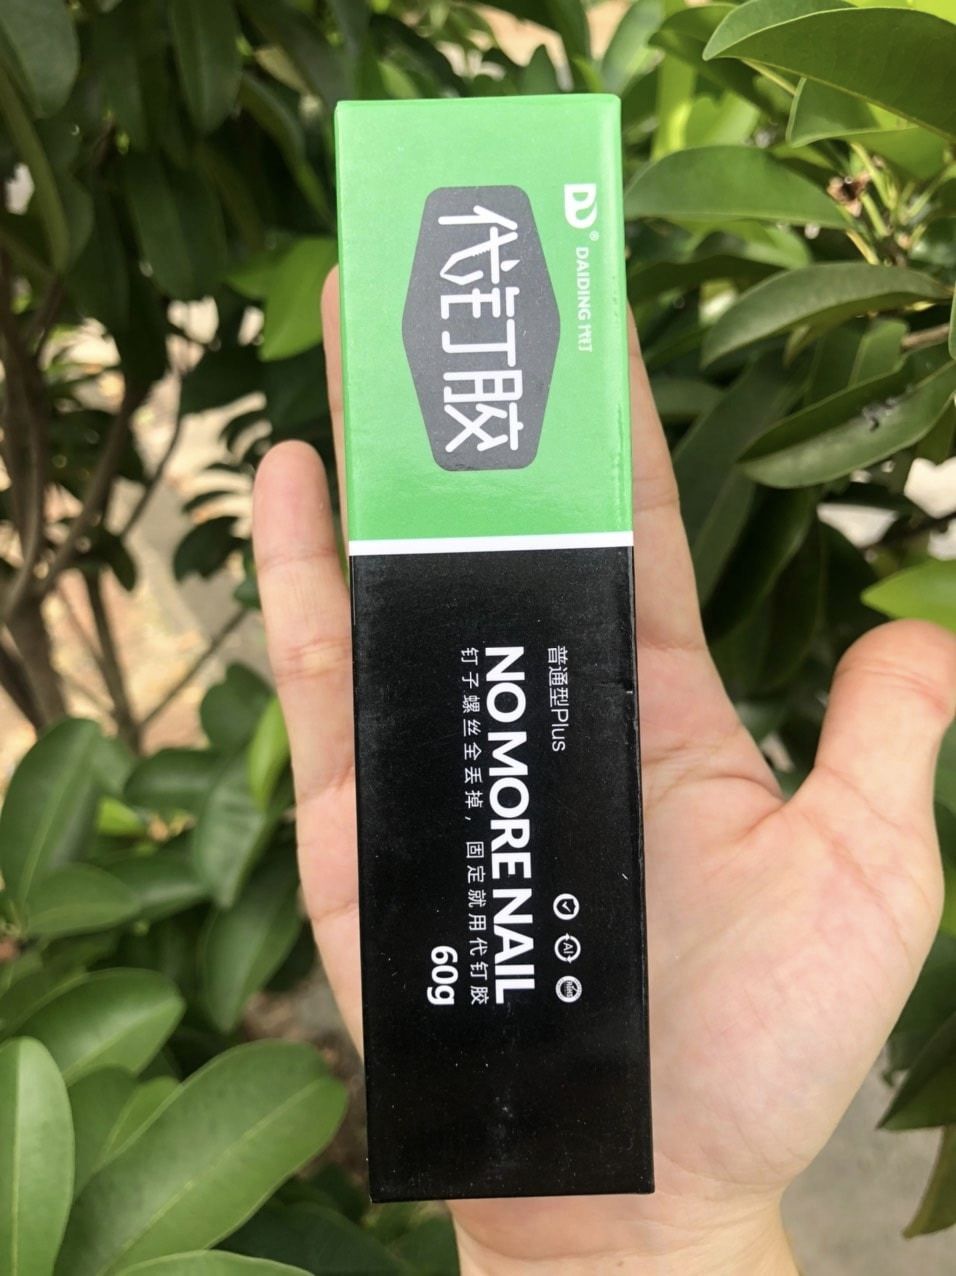 DD® DAIDING 代钉
代钉胶
普通型Plus
NO MORE NAIL
钉子螺丝全丢掉，固定就用代钉胶
60g